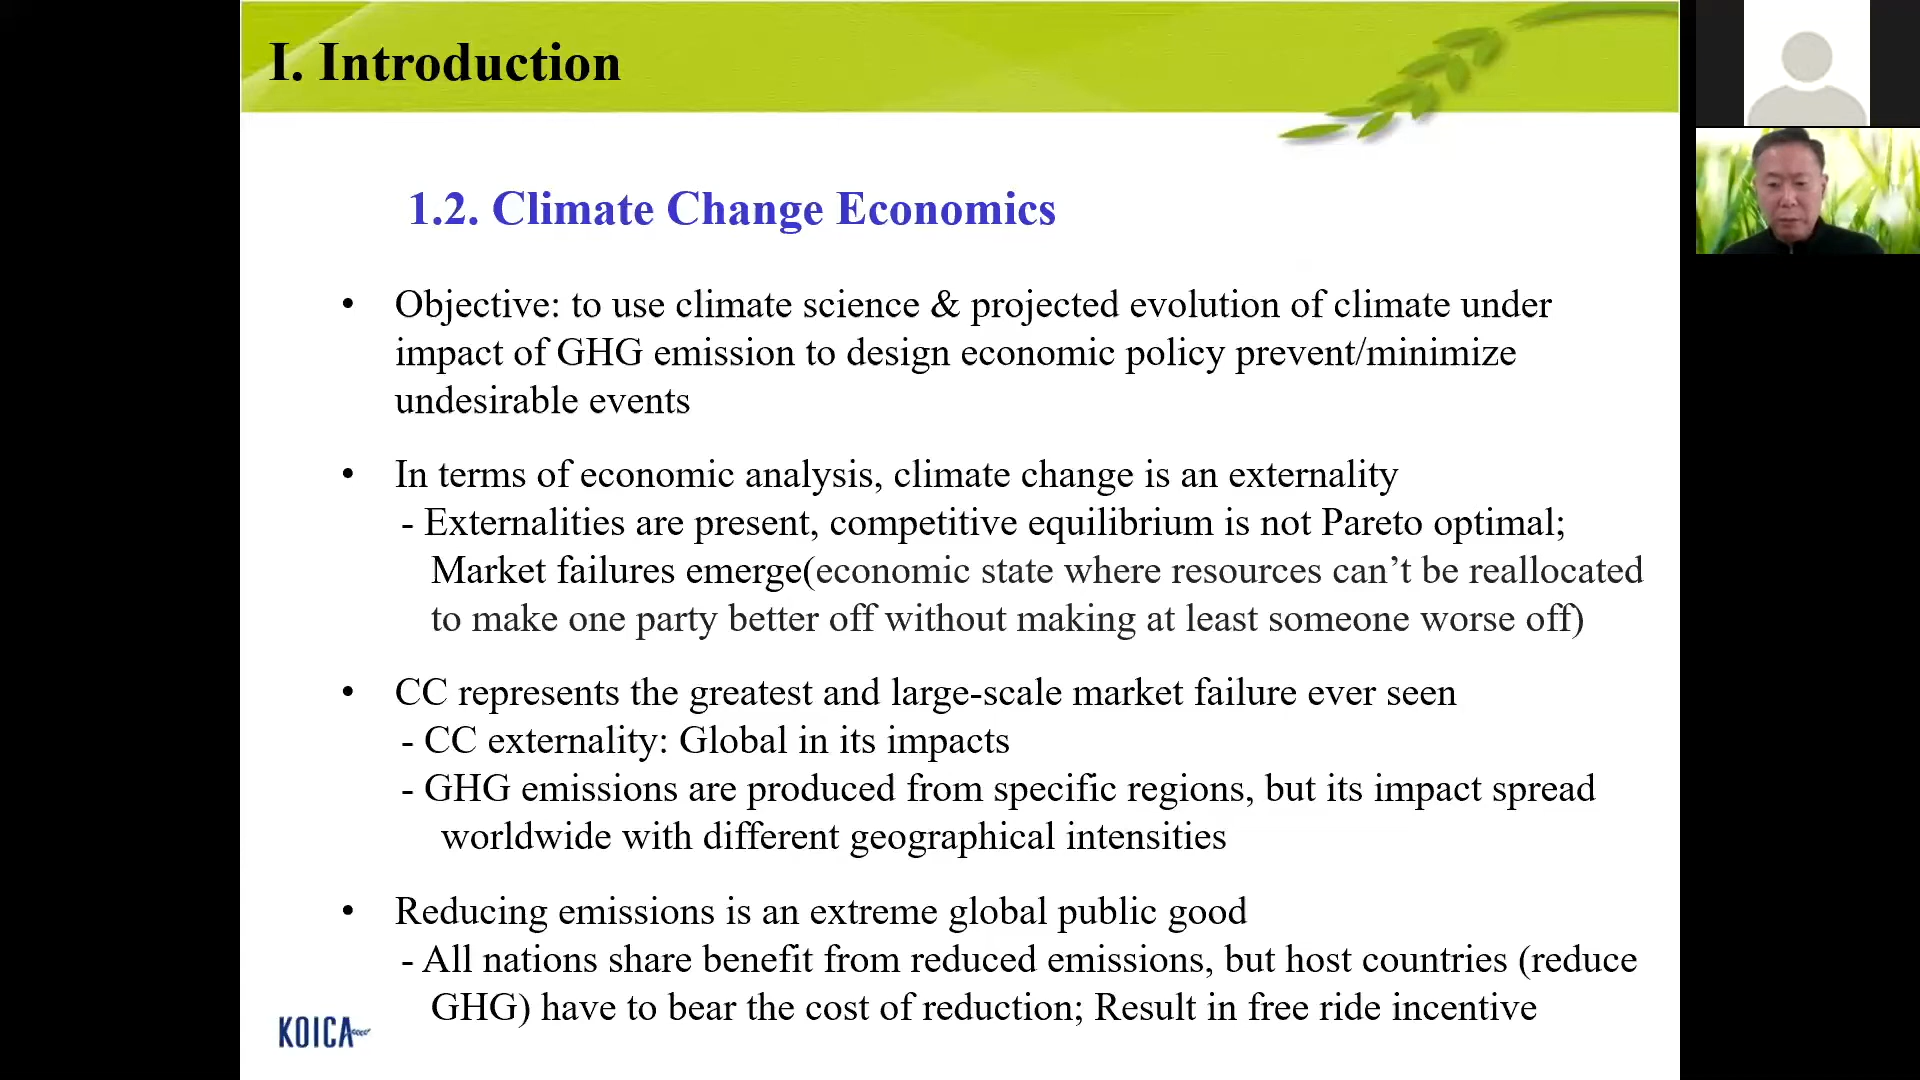 I. Introduction
1.2. Climate Change Economics
• Objective: to use climate science & projected evolution of climate under
impact of GHG emission to design economic policy prevent/minimize
undesirable events
• In terms of economic analysis, climate change is an externality
- Externalities are present, competitive equilibrium is not Pareto optimal;
Market failures emerge(economic state where resources can’t be reallocated
to make one party better off without making at least someone worse off)
• CC represents the greatest and large-scale market failure ever seen
- CC externality: Global in its impacts
- GHG emissions are produced from specific regions, but its impact spread
worldwide with different geographical intensities
• Reducing emissions is an extreme global public good
- All nations share benefit from reduced emissions, but host countries (reduce
GHG) have to bear the cost of reduction; Result in free ride incentive
KOICA